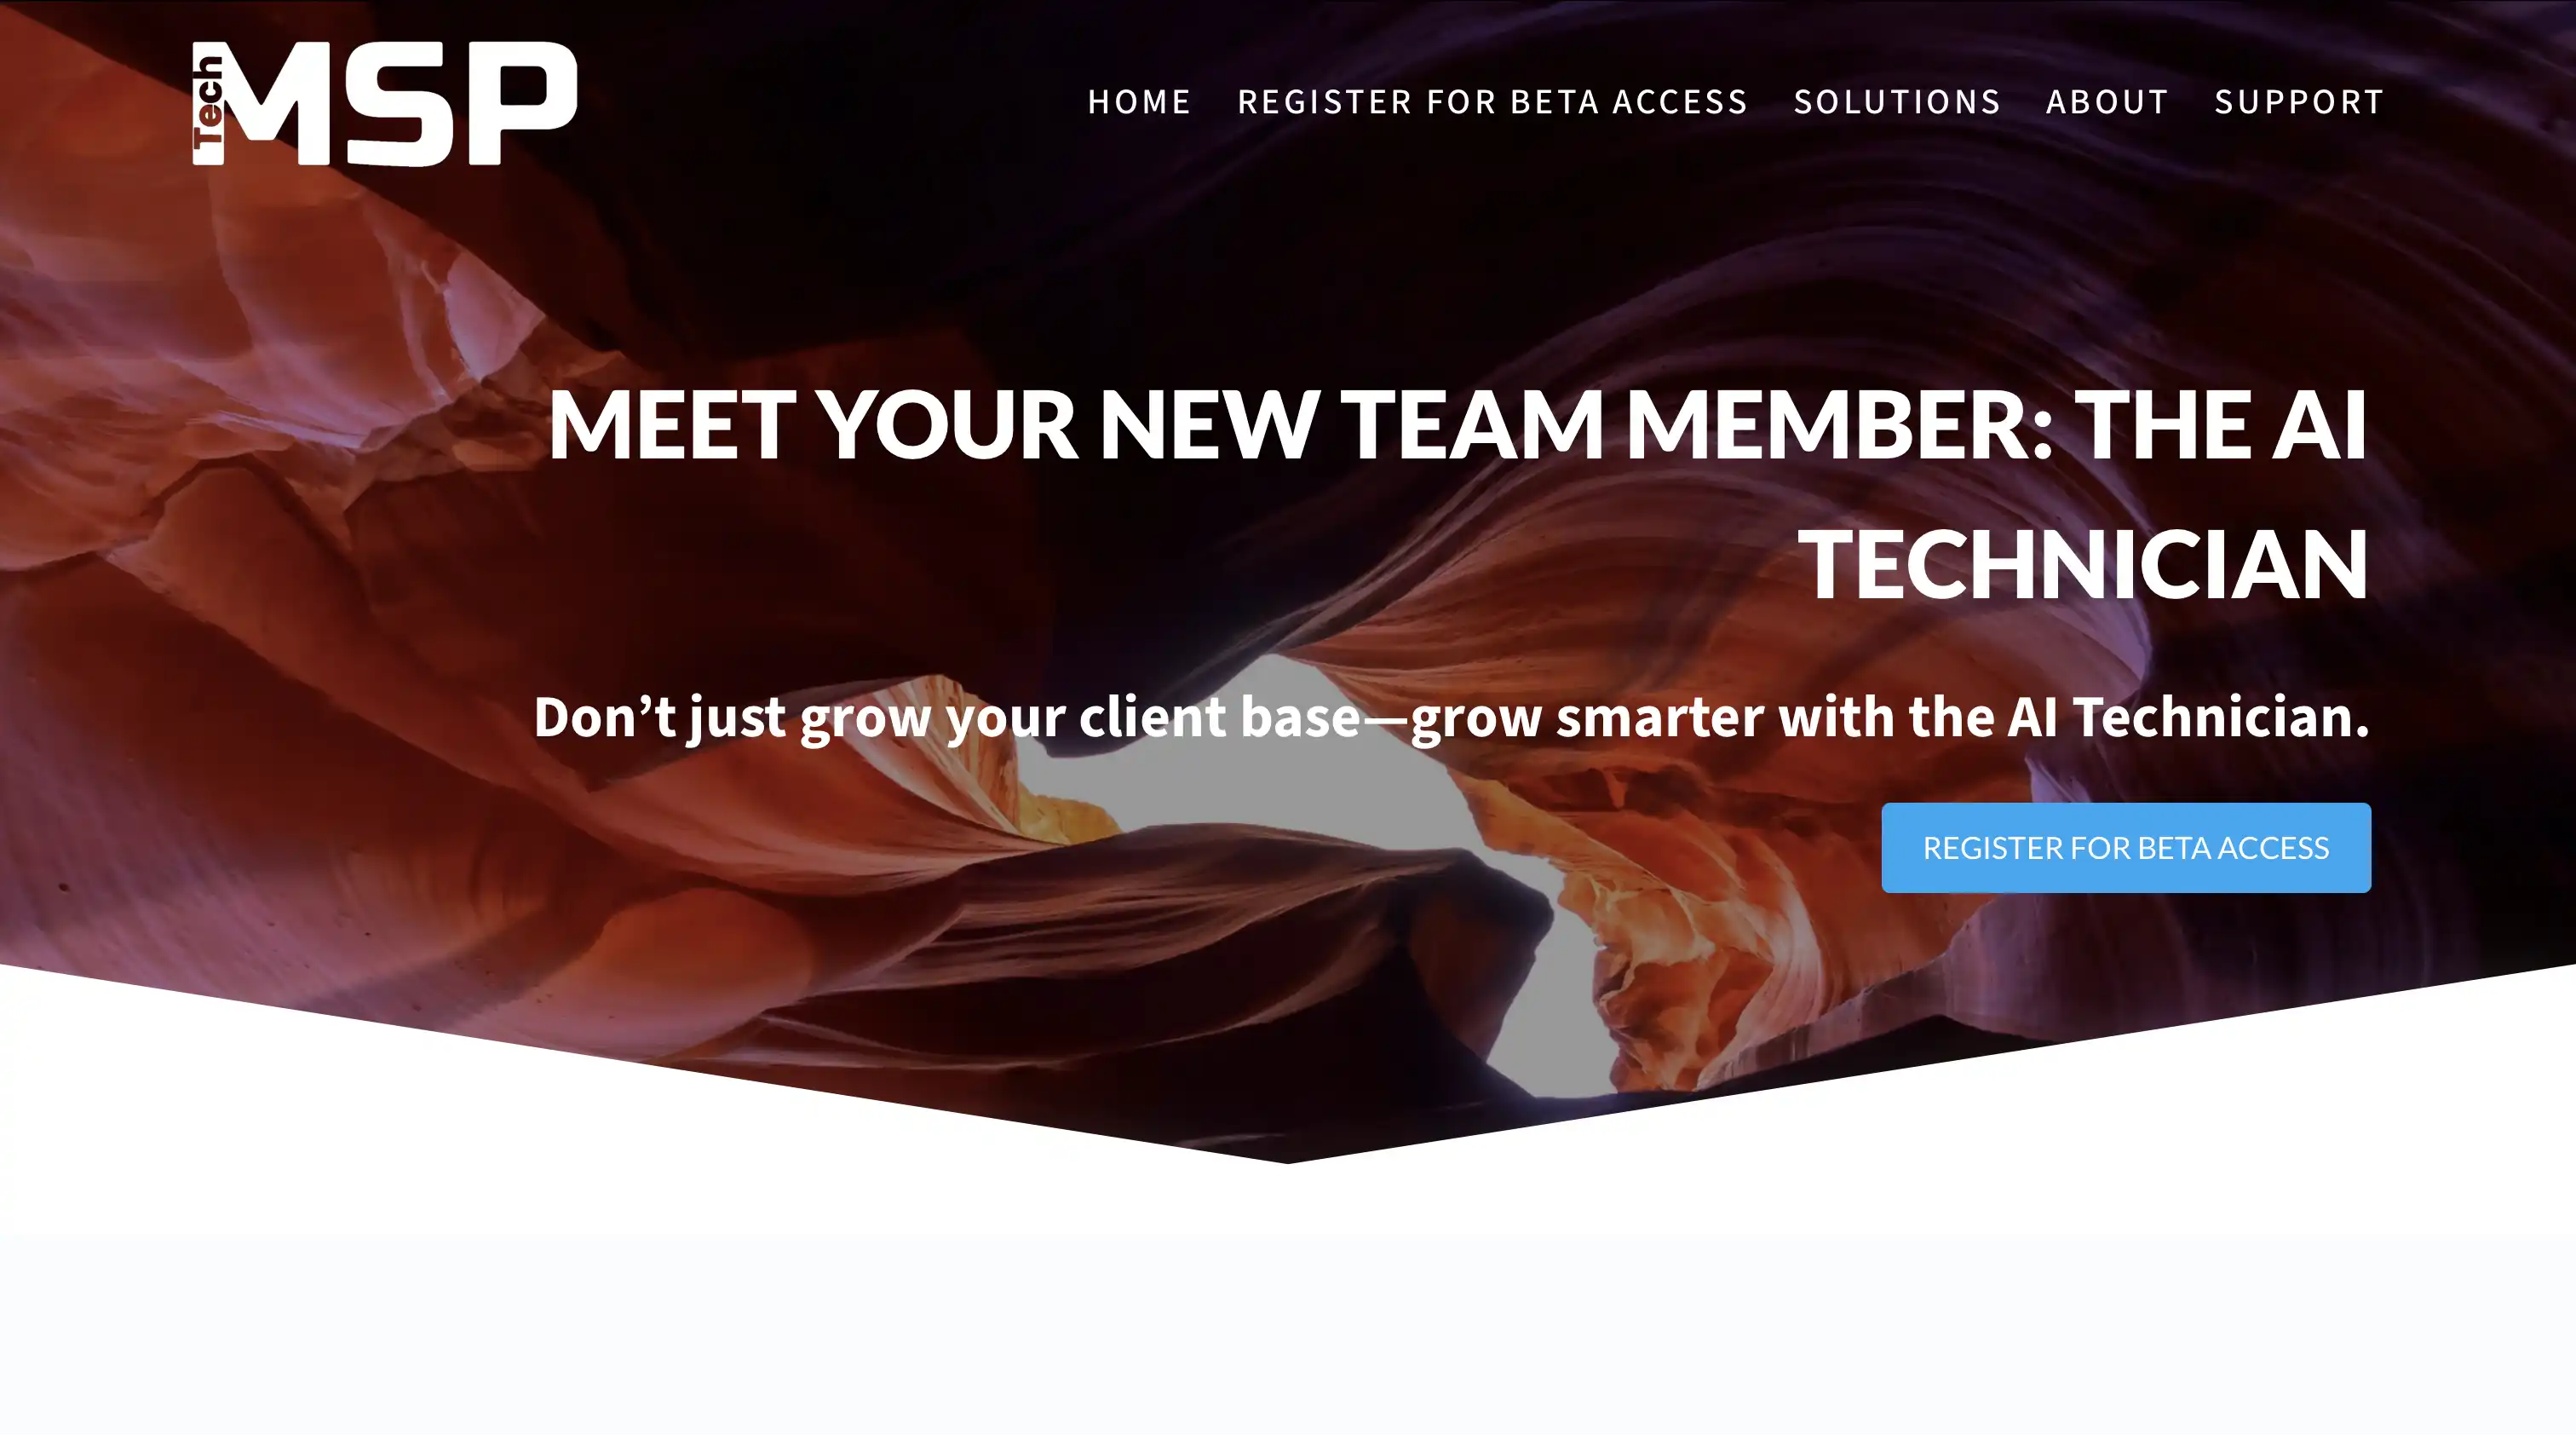 Tech MSP
HOME REGISTER FOR BETA ACCESS SOLUTIONS ABOUT SUPPORT
MEET YOUR NEW TEAM MEMBER: THE AI
TECHNICIAN
Don’t just grow your client base—grow smarter with the AI Technician.
REGISTER FOR BETA ACCESS